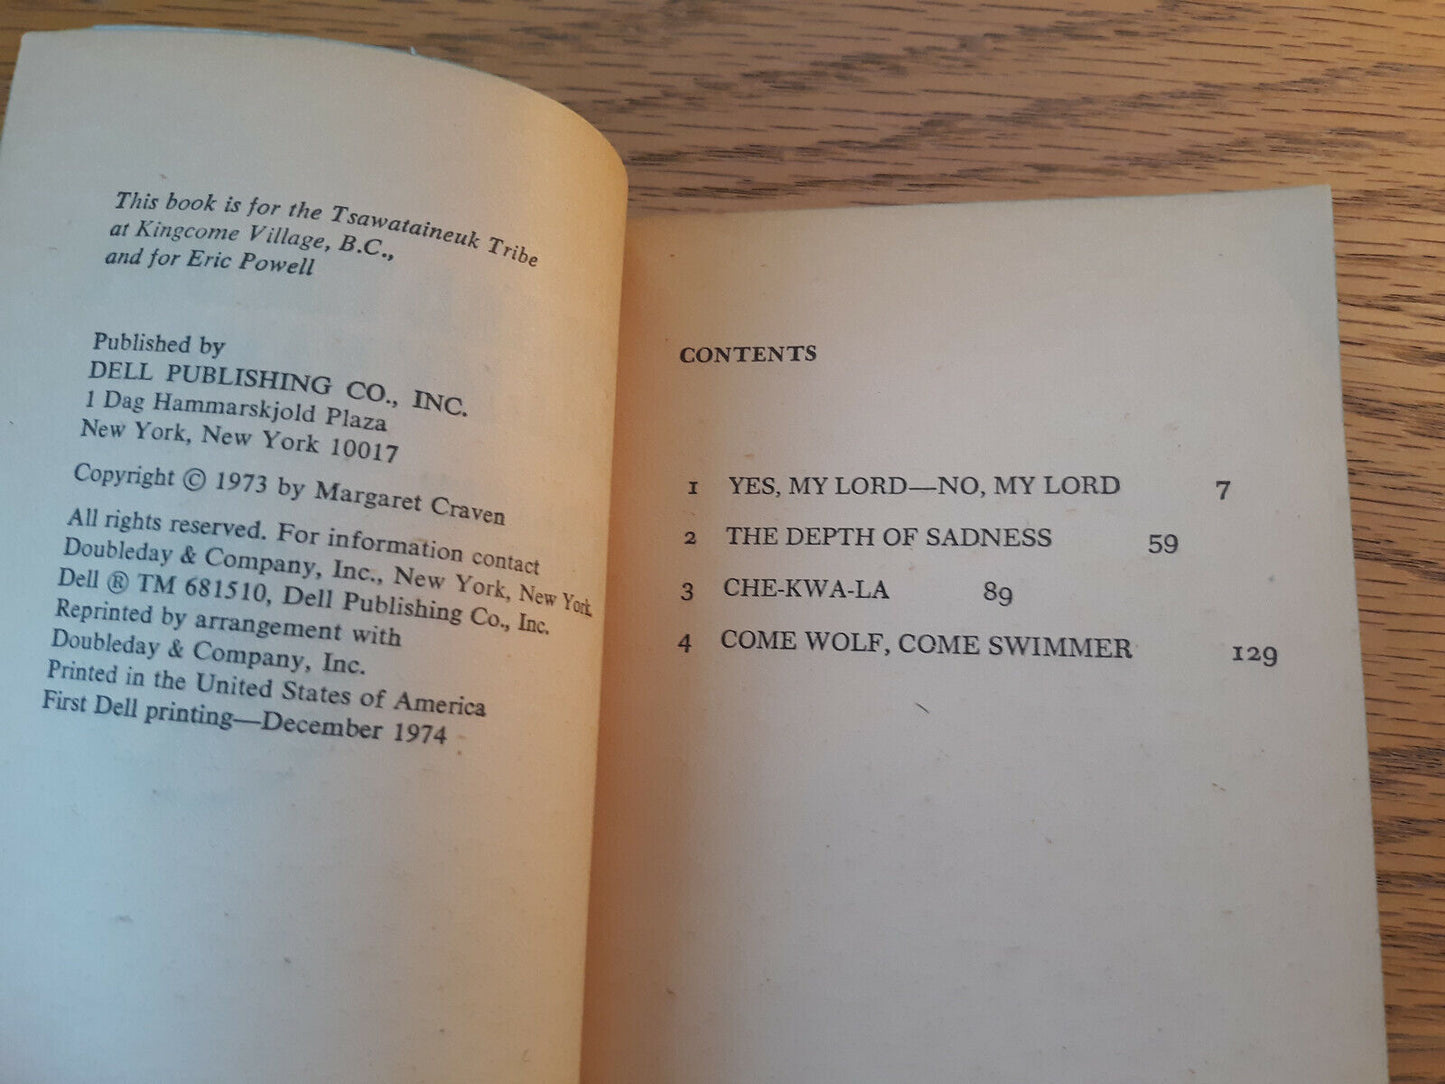 This book is for the Tsawataineuk Tribe
at Kingcome Village, B.C.,
and for Eric Powell
Published by
DELL PUBLISHING CO., INC.
1 Dag Hammarskjold Plaza
New York, New York 10017
Copyright © 1973 by Margaret Craven
All rights reserved. For information contact
Doubleday & Company, Inc., New York, New York.
Dell ® TM 681510, Dell Publishing Co., Inc.
Reprinted by arrangement with
Doubleday & Company, Inc.
Printed in the United States of America
First Dell printing—December 1974
CONTENTS
1 YES, MY LORD—NO, MY LORD 7
2 THE DEPTH OF SADNESS 59
3 CHE-KWA-LA 89
4 COME WOLF, COME SWIMMER 129